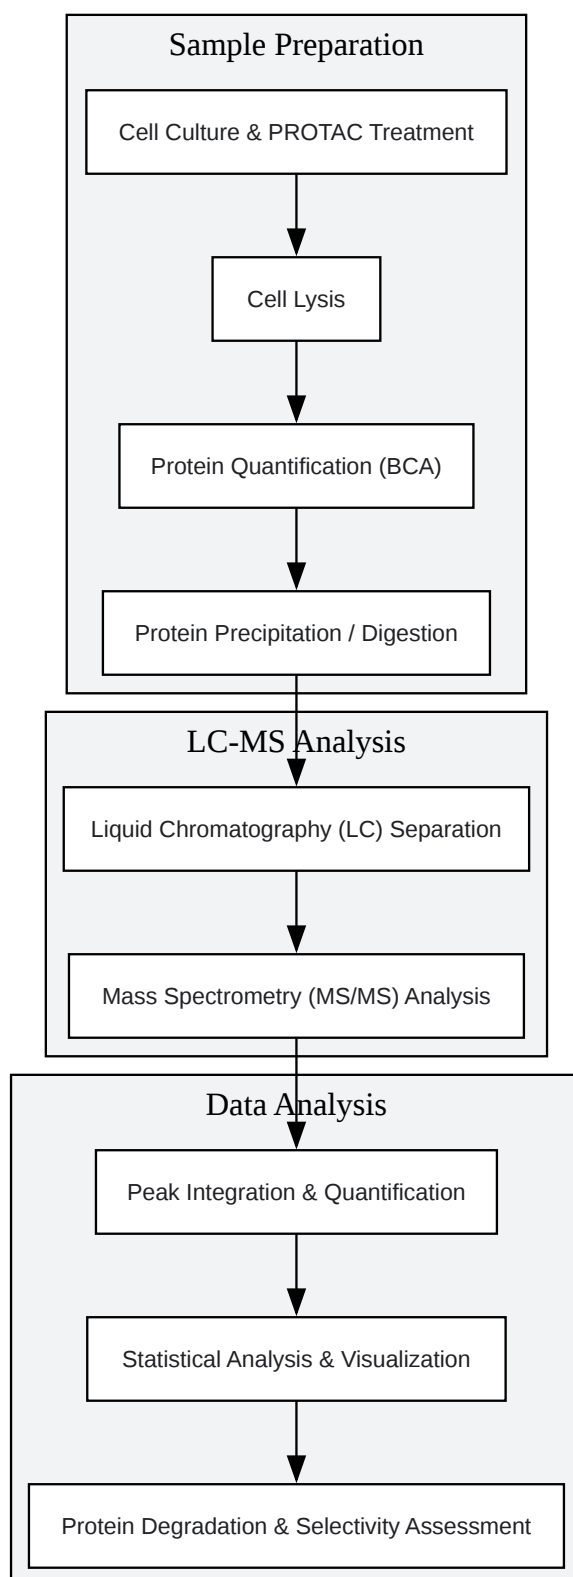 Sample Preparation
Cell Culture & PROTAC Treatment
Cell Lysis
Protein Quantification (BCA)
Protein Precipitation / Digestion
LC-MS Analysis
Liquid Chromatography (LC) Separation
Mass Spectrometry (MS/MS) Analysis
Data Analysis
Peak Integration & Quantification
Statistical Analysis & Visualization
Protein Degradation & Selectivity Assessment